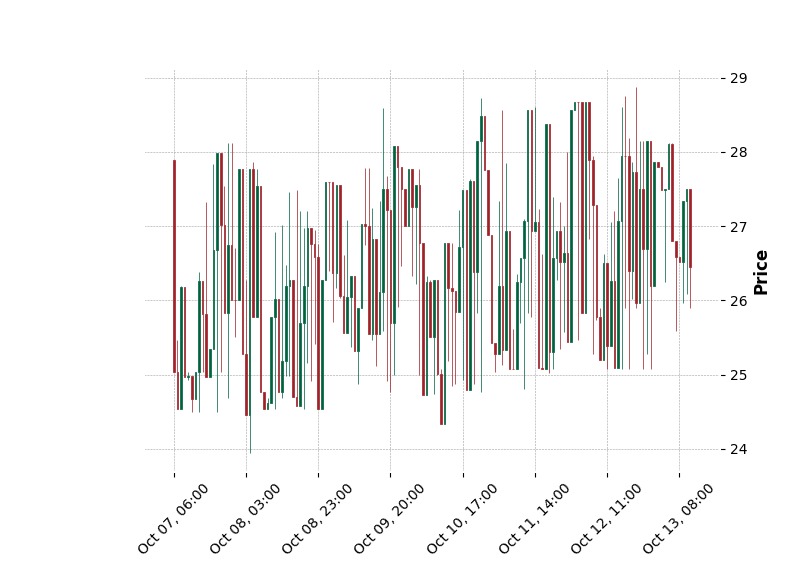 29
28
27
26
25
24
Price
Oct 07, 06:00
Oct 08, 03:00
Oct 08, 23:00
Oct 09, 20:00
Oct 10, 17:00
Oct 11, 14:00
Oct 12, 11:00
Oct 13, 08:00